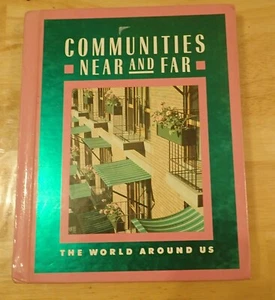 COMMUNITIES
NEAR AND FAR
THE WORLD AROUND US